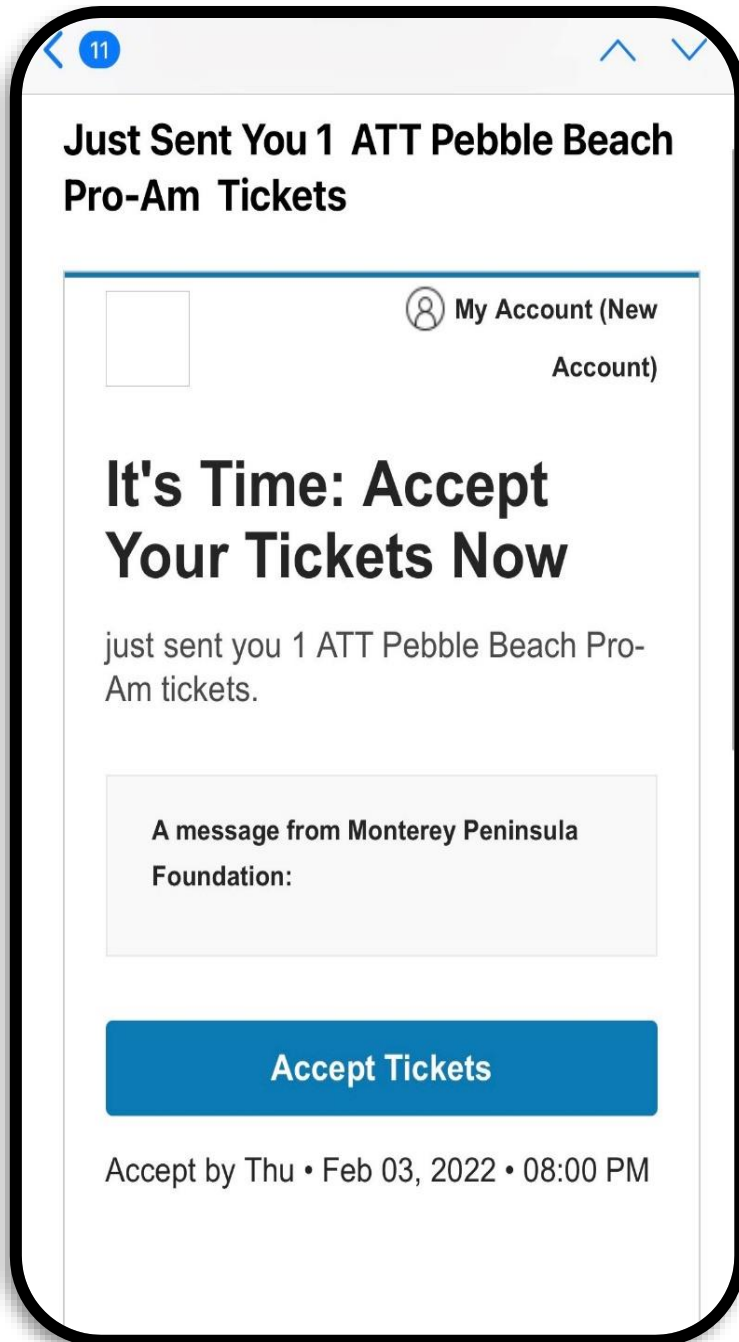 11
Just Sent You 1 ATT Pebble Beach
Pro-Am Tickets
My Account (New
Account)
It's Time: Accept
Your Tickets Now
just sent you 1 ATT Pebble Beach Pro-
Am tickets.
A message from Monterey Peninsula
Foundation:
Accept Tickets
Accept by Thu • Feb 03, 2022 • 08:00 PM